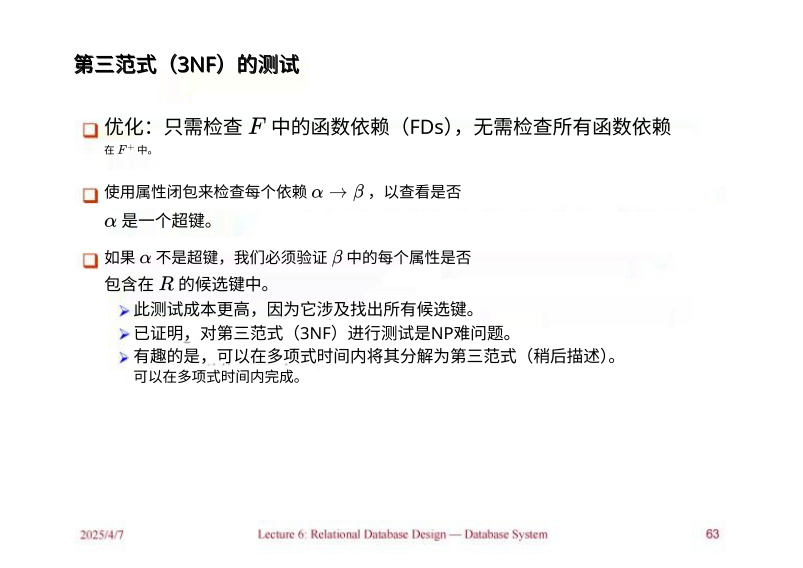 第三范式（3NF）的测试
优化：只需检查 F 中的函数依赖（FDs），无需检查所有函数依赖
在 F⁺ 中。
使用属性闭包来检查每个依赖 α → β ，以查看是否
α 是一个超键。
如果 α 不是超键，我们必须验证 β 中的每个属性是否
包含在 R 的候选键中。
此测试成本更高，因为它涉及找出所有候选键。
已证明，对第三范式（3NF）进行测试是NP难问题。
有趣的是，可以在多项式时间内将其分解为第三范式（稍后描述）。
可以在多项式时间内完成。
2025/4/7 Lecture 6: Relational Database Design — Database System 63